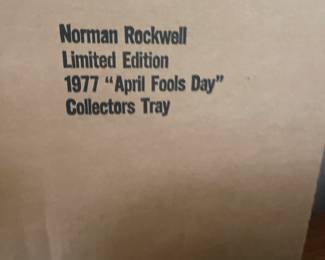 Norman Rockwell
Limited Edition
1977 "April Fools Day"
Collectors Tray